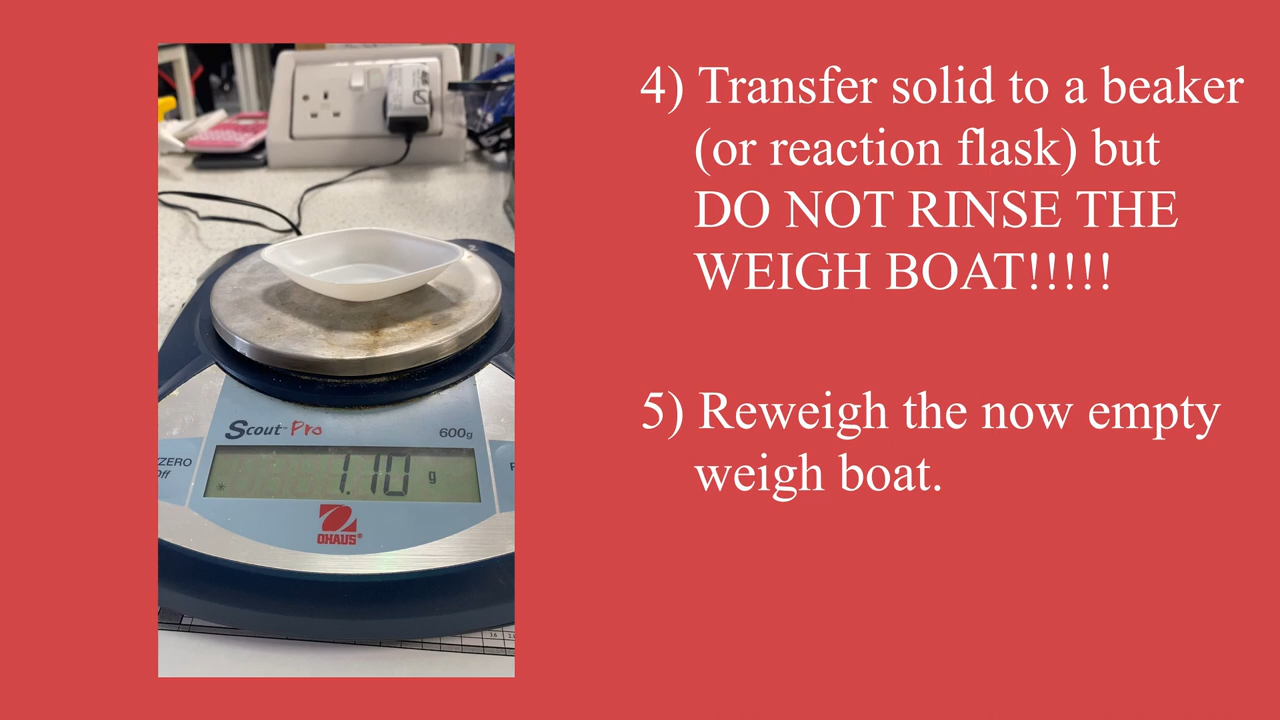 4) Transfer solid to a beaker
(or reaction flask) but
DO NOT RINSE THE
WEIGH BOAT!!!!!
5) Reweigh the now empty
weigh boat.
Scout Pro
600g
ZERO
Off
1.10 g
OHAUS